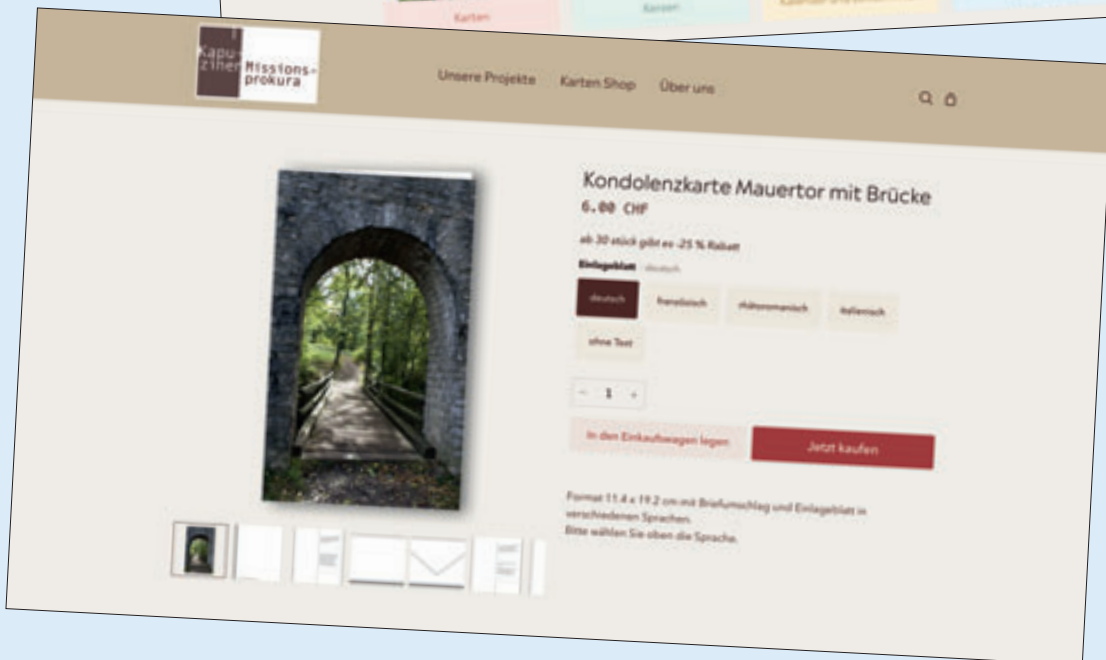 Karten
Kerzen
Kapu-
ziner
Missions-
prokura
Unsere Projekte
Karten Shop
Über uns
Kondolenzkarte Mauertor mit Brücke
6.00 CHF
ab 30 stück gibt es -25 % Rabatt
Einlageblatt deutsch
deutsch
französisch
rhätoromanisch
italienisch
ohne Text
− 1 +
In den Einkaufswagen legen
Jetzt kaufen
Format 11.4 x 19.2 cm mit Briefumschlag und Einlageblatt in
verschiedenen Sprachen.
Bitte wählen Sie oben die Sprache.